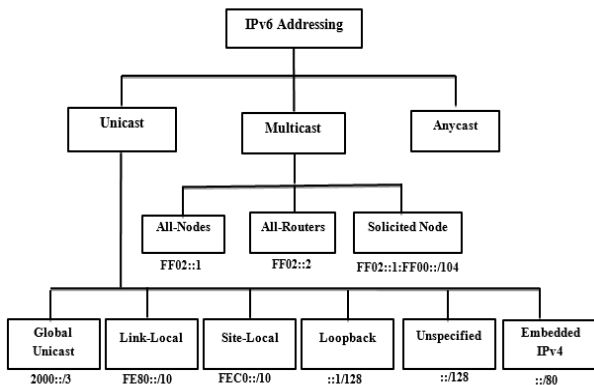 IPv6 Addressing
Unicast
Multicast
Anycast
All-Nodes
All-Routers
Solicited Node
FF02::1
FF02::2
FF02::1:FF00::/104
Global
Unicast
Link-Local
Site-Local
Loopback
Unspecified
Embedded
IPv4
2000::/3
FE80::/10
FEC0::/10
::1/128
::/128
::/80